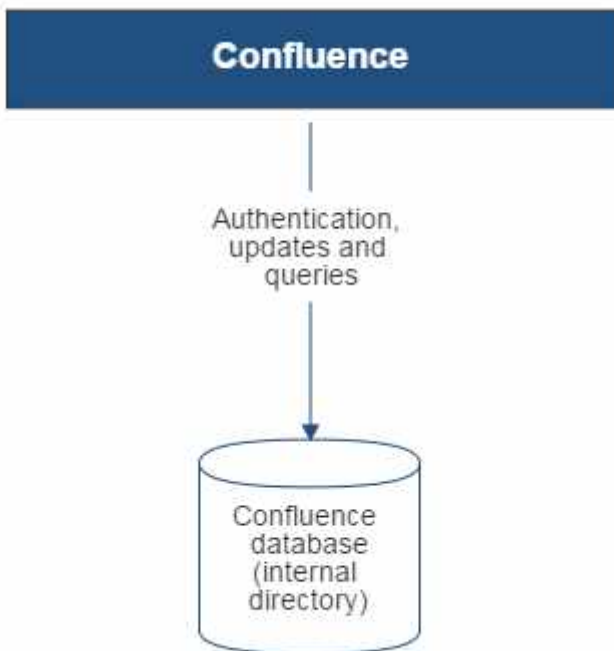 Confluence
Authentication,
updates and
queries
Confluence
database
(internal
directory)